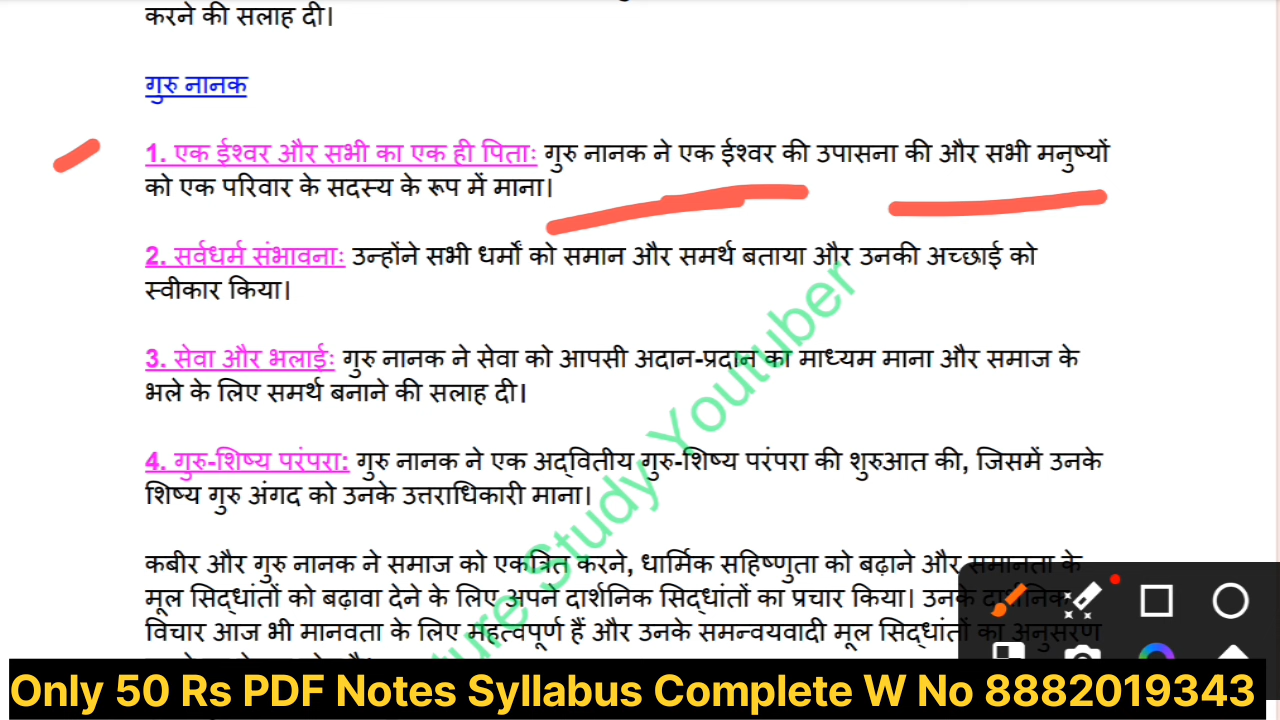 करने की सलाह दी।
गुरु नानक
1. एक ईश्वर और सभी का एक ही पिताः गुरु नानक ने एक ईश्वर की उपासना की और सभी मनुष्यों
को एक परिवार के सदस्य के रूप में माना।
2. सर्वधर्म संभावनाः उन्होंने सभी धर्मों को समान और समर्थ बताया और उनकी अच्छाई को
स्वीकार किया।
3. सेवा और भलाईः गुरु नानक ने सेवा को आपसी अदान-प्रदान का माध्यम माना और समाज के
भले के लिए समर्थ बनाने की सलाह दी।
4. गुरु-शिष्य परंपरा: गुरु नानक ने एक अद्वितीय गुरु-शिष्य परंपरा की शुरुआत की, जिसमें उनके
शिष्य गुरु अंगद को उनके उत्तराधिकारी माना।
कबीर और गुरु नानक ने समाज को एकत्रित करने, धार्मिक सहिष्णुता को बढ़ाने और समानता के
मूल सिद्धांतों को बढ़ावा देने के लिए अपने दार्शनिक सिद्धांतों का प्रचार किया। उनके दार्शनिक
विचार आज भी मानवता के लिए महत्वपूर्ण हैं और उनके समन्वयवादी मूल सिद्धांतों का अनुसरण
Study Youtuber
Only 50 Rs PDF Notes Syllabus Complete W No 8882019343